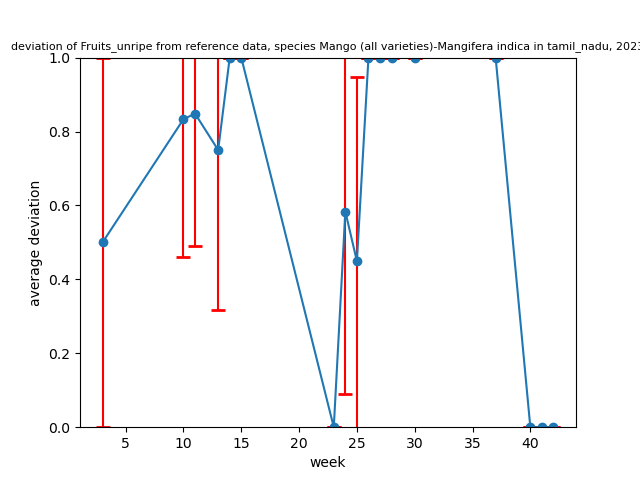 deviation of Fruits_unripe from reference data, species Mango (all varieties)-Mangifera indica in tamil_nadu, 2023
1.0
0.8
0.6
0.4
0.2
0.0
average deviation
5 10 15 20 25 30 35 40
week